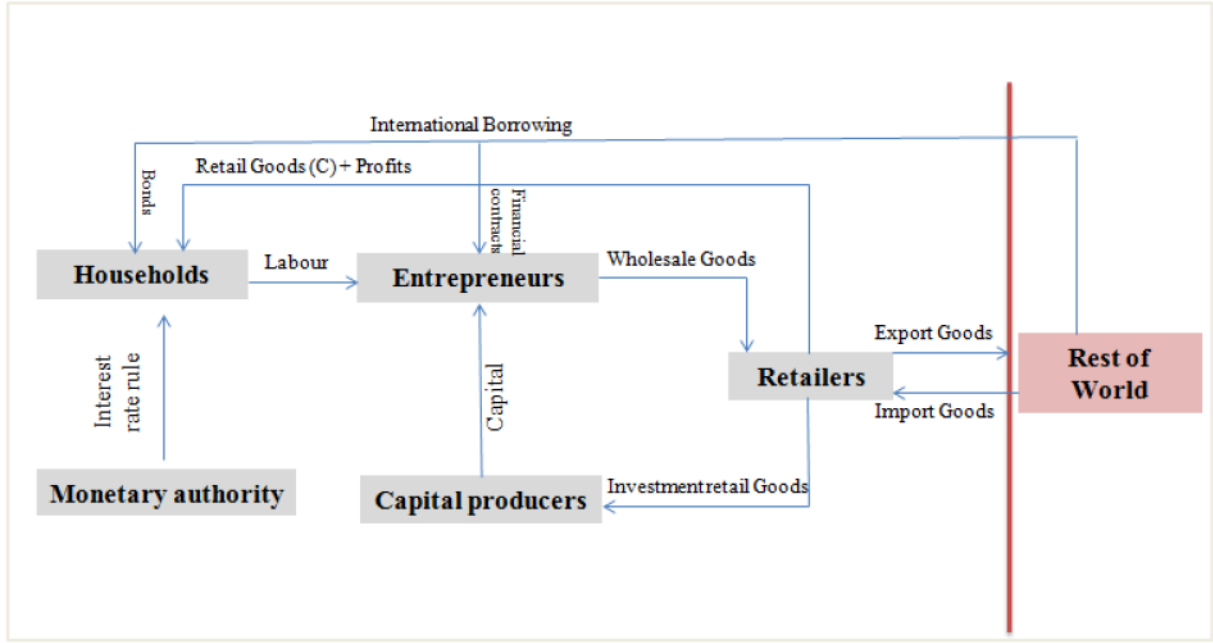 International Borrowing
Retail Goods (C) + Profits
Bonds
Financial
contracts
Households
Labour
Entrepreneurs
Wholesale Goods
Export Goods
Rest of
World
Retailers
Import Goods
Interest
rate rule
Capital
Monetary authority
Capital producers
Investmentretail Goods